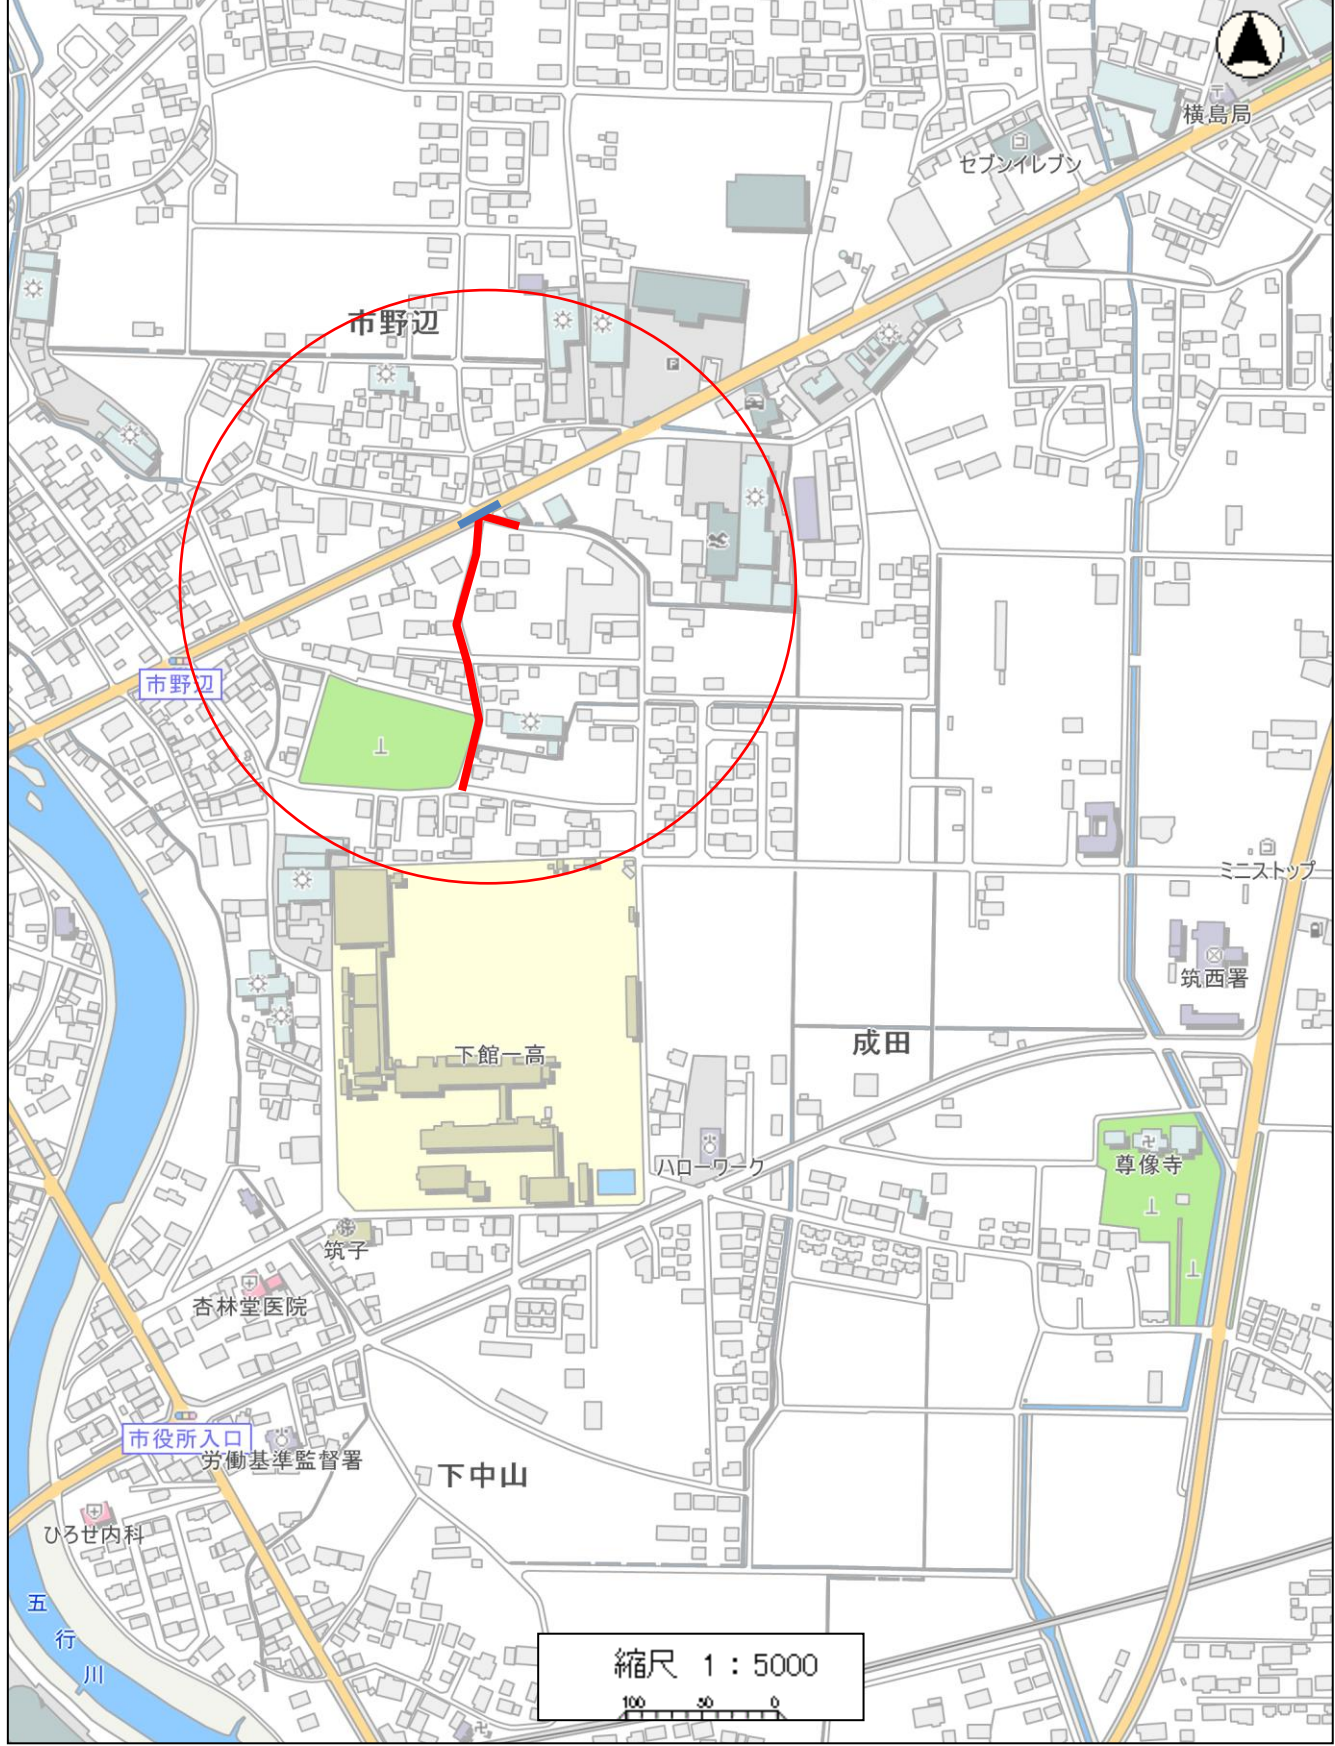 横島局
セブンイレブン
市野辺
市野辺
ミニストップ
筑西署
成田
下館一高
ハローワーク
尊像寺
筑子
杏林堂医院
市役所入口
労働基準監督署
下中山
ひろせ内科
五
行
川
縮尺 1:5000
100 50 0